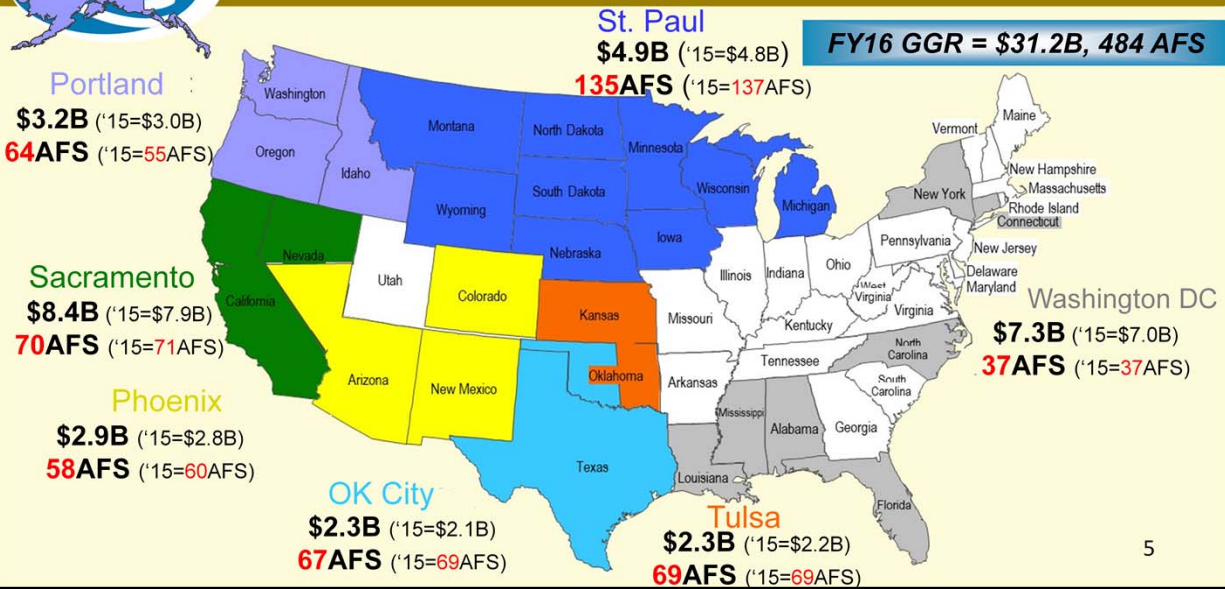 St. Paul
$4.9B (‘15=$4.8B)
135AFS (‘15=137AFS)
FY16 GGR = $31.2B, 484 AFS
Portland :
$3.2B (‘15=$3.0B)
64AFS (‘15=55AFS)
Sacramento
$8.4B (‘15=$7.9B)
70AFS (‘15=71AFS)
Phoenix
$2.9B (‘15=$2.8B)
58AFS (‘15=60AFS)
OK City
$2.3B (‘15=$2.1B)
67AFS (‘15=69AFS)
Tulsa
$2.3B (‘15=$2.2B)
69AFS (‘15=69AFS)
Washington DC
$7.3B (‘15=$7.0B)
37AFS (‘15=37AFS)
Washington
Oregon
Idaho
Montana
North Dakota
Minnesota
South Dakota
Wyoming
Wisconsin
Michigan
Nebraska
Iowa
Nevada
California
Utah
Colorado
Arizona
New Mexico
Kansas
Oklahoma
Texas
Missouri
Arkansas
Louisiana
Illinois
Indiana
Ohio
Kentucky
Tennessee
Mississippi
Alabama
Georgia
Florida
South
Carolina
North
Carolina
Virginia
West
Virginia
Pennsylvania
New York
Vermont
Maine
New Hampshire
Massachusetts
Rhode Island
Connecticut
New Jersey
Delaware
Maryland
5